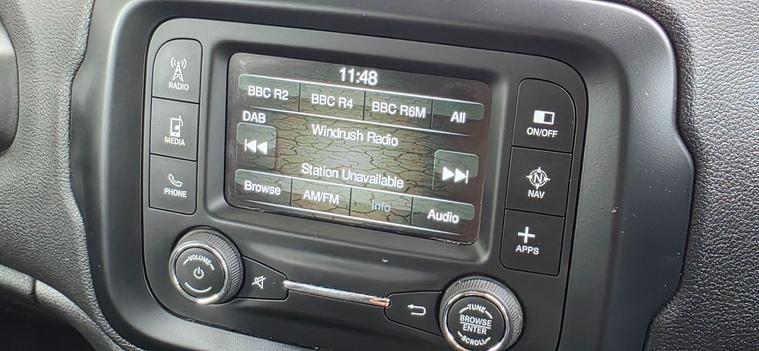 11:48
BBC R2 BBC R4 BBC R6M All
DAB
Windrush Radio
Station Unavailable
Browse AM/FM Info Audio
RADIO
MEDIA
PHONE
ON/OFF
N
NAV
APPS
VOLUME
TUNE
BROWSE
ENTER
SCROLL